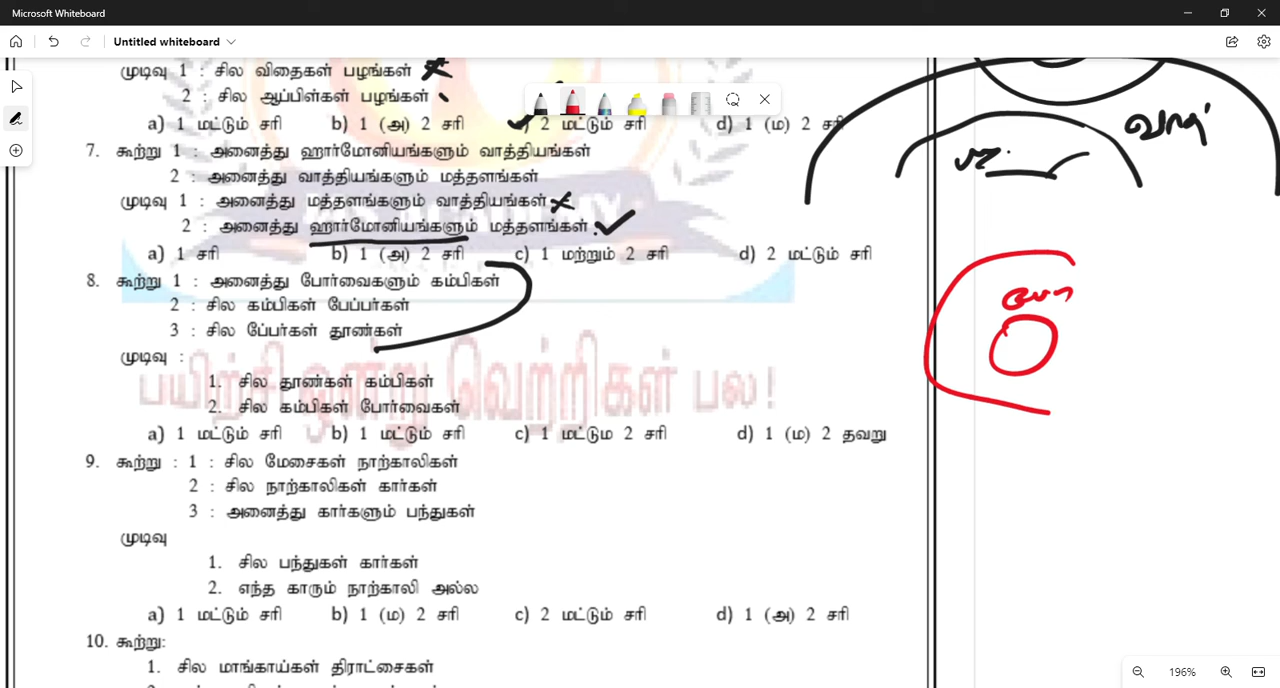 Microsoft Whiteboard
Untitled whiteboard
முடிவு 1 : சில விதைகள் பழங்கள்
2 : சில ஆப்பிள்கள் பழங்கள்
a) 1 மட்டும் சரி b) 1 (அ) 2 சரி 2 மட்டும் சரி d) 1 (ம) 2 சரி
7. கூற்று 1 : அனைத்து ஹார்மோனியங்களும் வாத்தியங்கள்
2 : அனைத்து வாத்தியங்களும் மத்தளங்கள்
முடிவு 1 : அனைத்து மத்தளங்களும் வாத்தியங்கள்
2 : அனைத்து ஹார்மோனியங்களும் மத்தளங்கள்.
a) 1 சரி b) 1 (அ) 2 சரி c) 1 மற்றும் 2 சரி d) 2 மட்டும் சரி
8. கூற்று 1 : அனைத்து போர்வைகளும் கம்பிகள்
2 : சில கம்பிகள் பேப்பர்கள்
3 : சில பேப்பர்கள் தூண்கள்
முடிவு :
1. சில தூண்கள் கம்பிகள்
2. சில கம்பிகள் போர்வைகள்
பயிற்சி ஒன்று வெற்றிகள் பல!
a) 1 மட்டும் சரி b) 1 மட்டும் சரி c) 1 மட்டும 2 சரி d) 1 (ம) 2 தவறு
9. கூற்று : 1 : சில மேசைகள் நாற்காலிகள்
2 : சில நாற்காலிகள் கார்கள்
3 : அனைத்து கார்களும் பந்துகள்
முடிவு
1. சில பந்துகள் கார்கள்
2. எந்த காரும் நாற்காலி அல்ல
a) 1 மட்டும் சரி b) 1 (ம) 2 சரி c) 2 மட்டும் சரி d) 1 (அ) 2 சரி
10. கூற்று:
1. சில மாங்காய்கள் திராட்சைகள்
196%